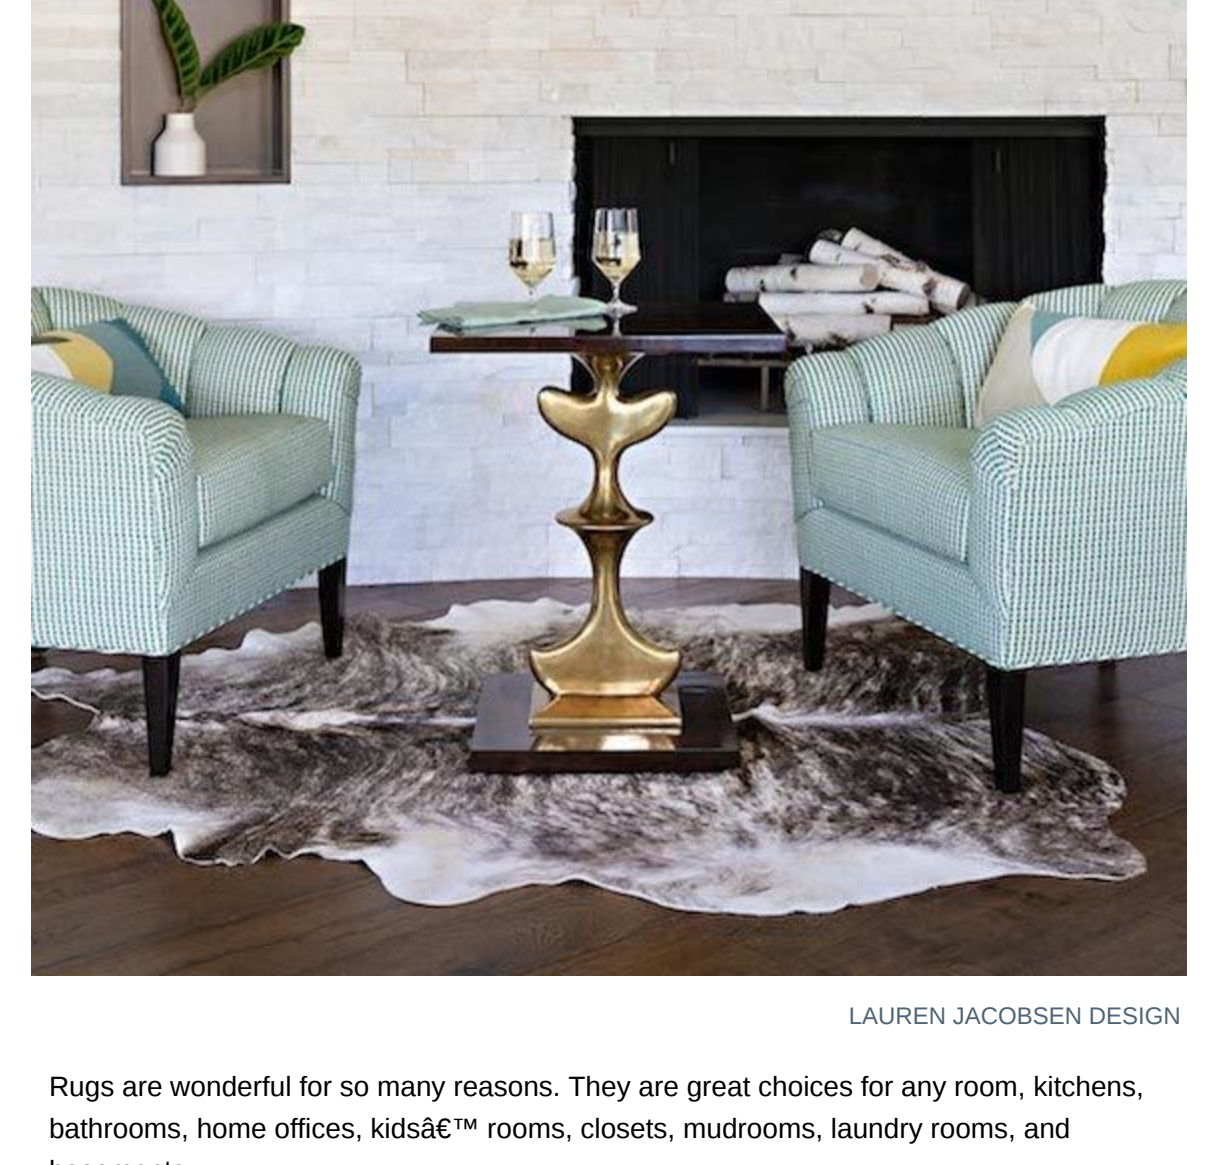 LAUREN JACOBSEN DESIGN
Rugs are wonderful for so many reasons. They are great choices for any room, kitchens,
bathrooms, home offices, kidsâ€™ rooms, closets, mudrooms, laundry rooms, and